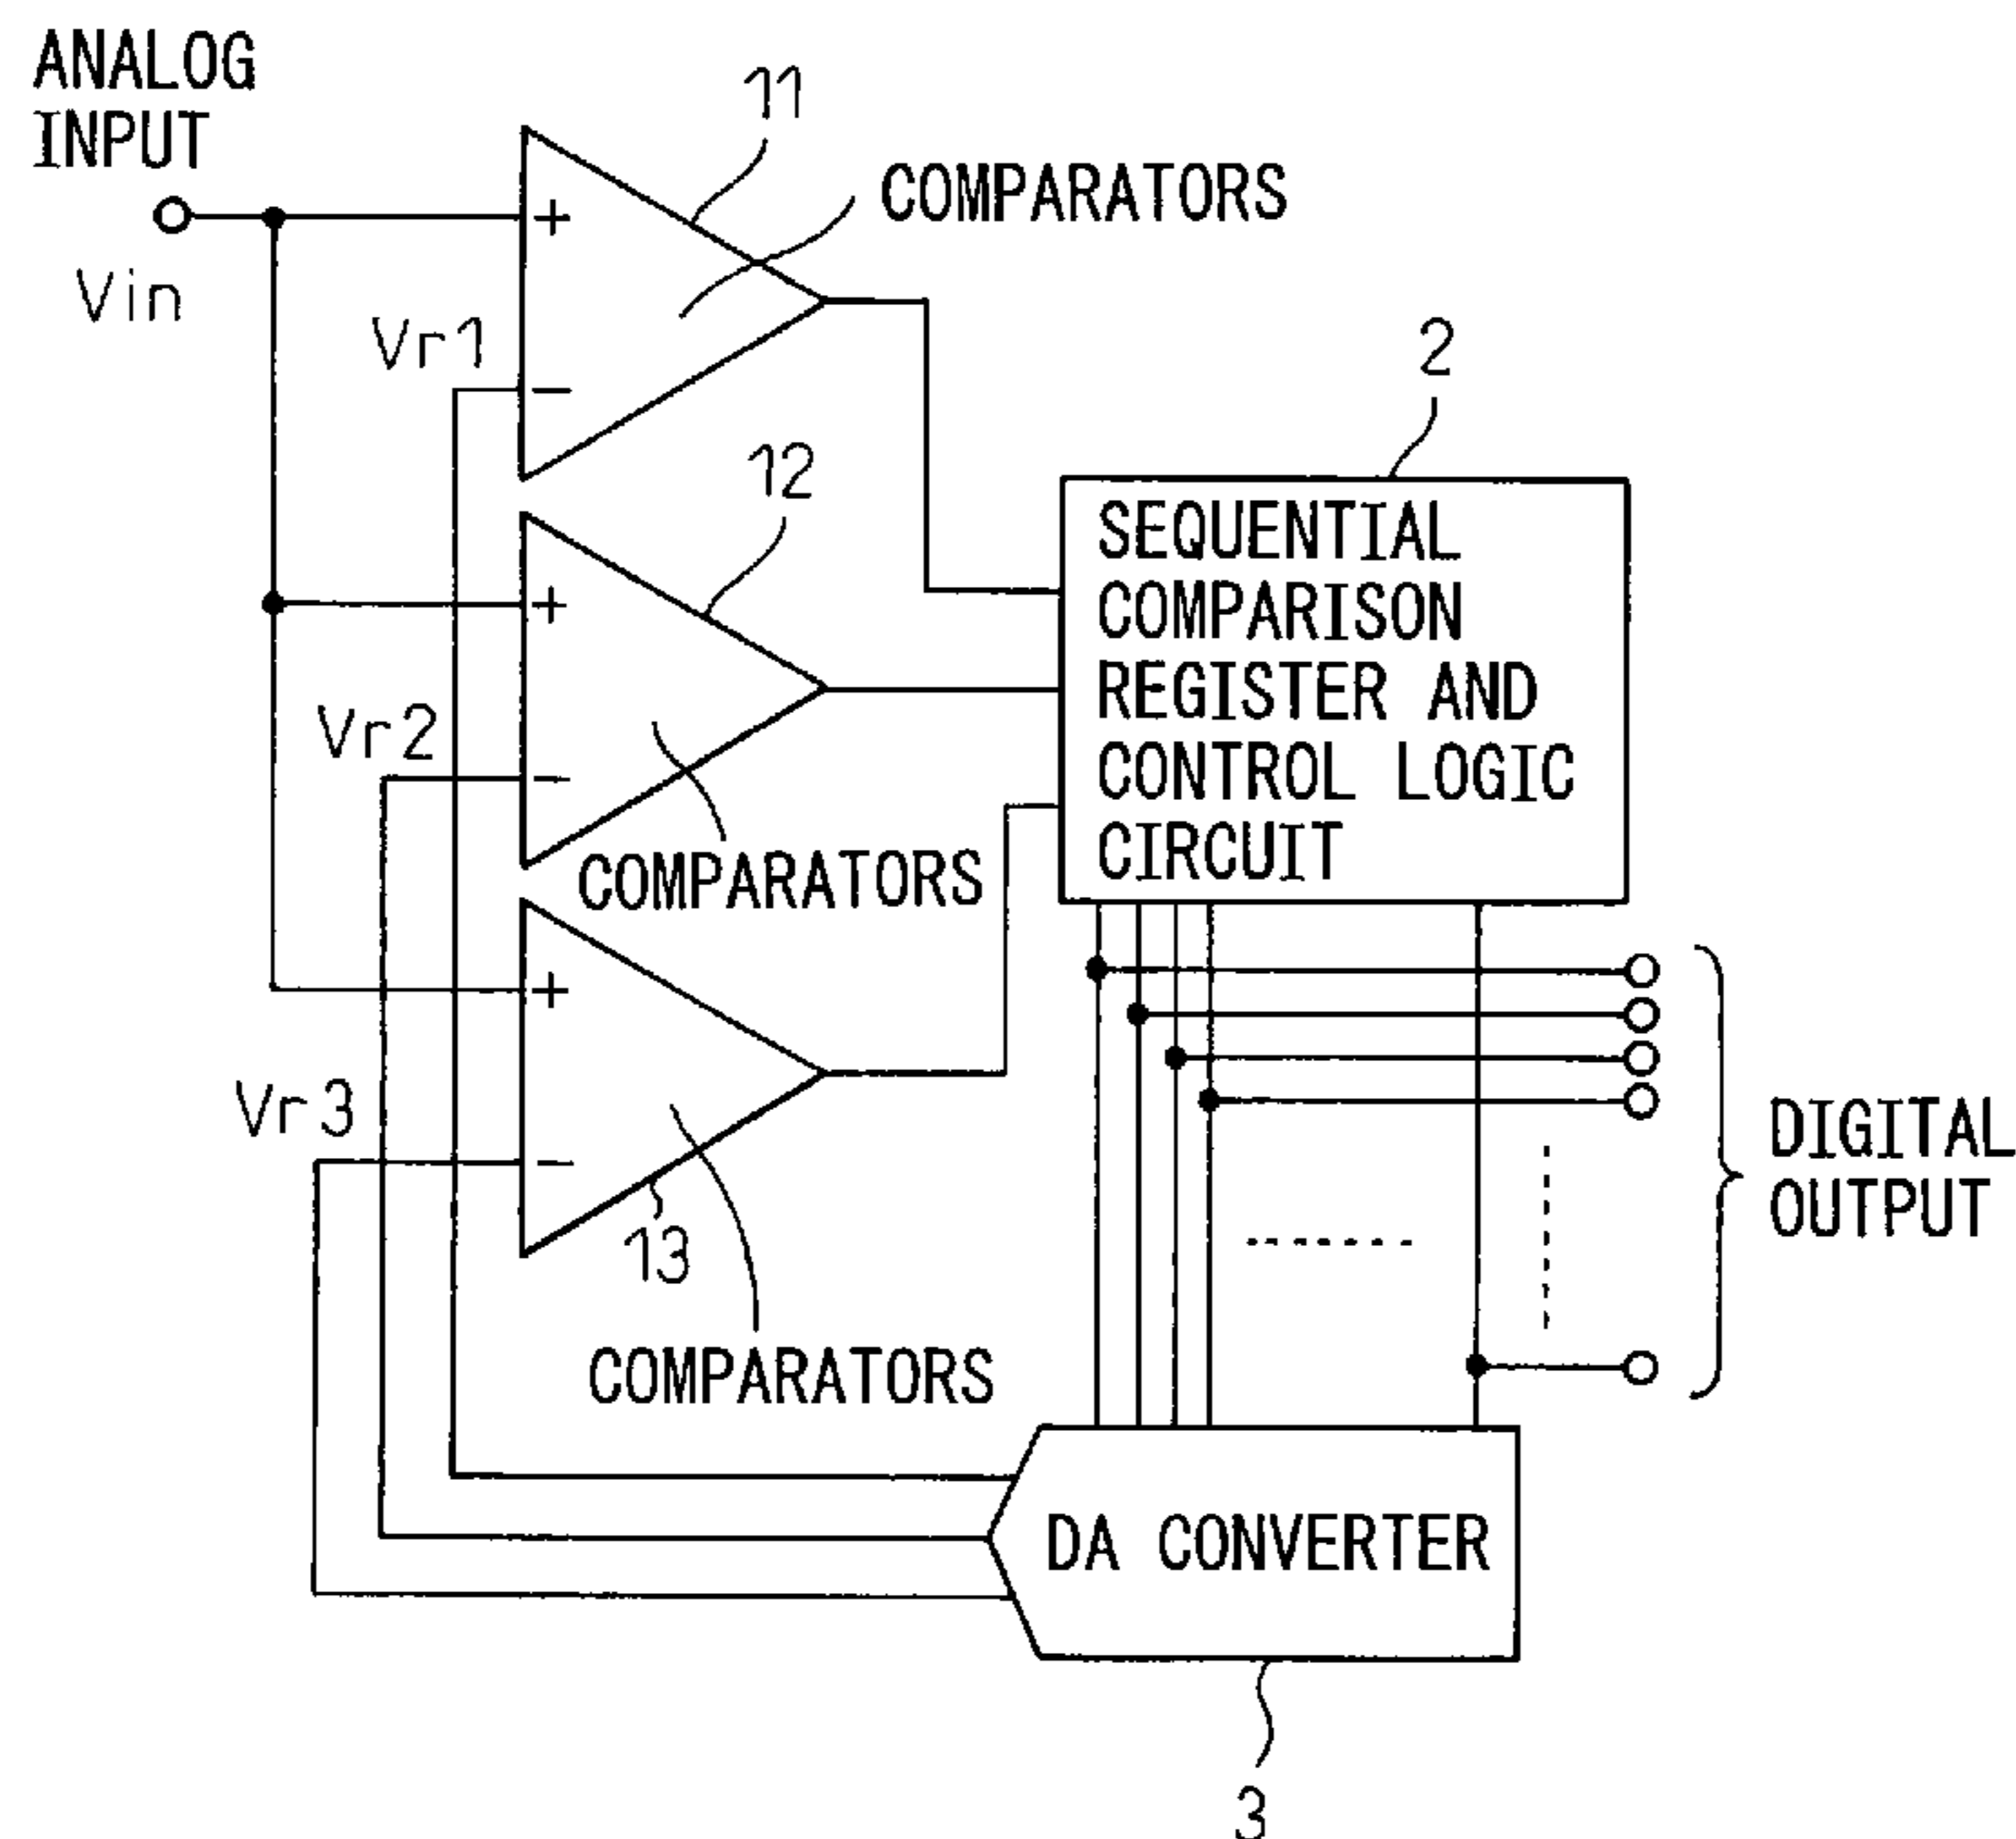 ANALOG
INPUT
Vin
11
COMPARATORS
+
Vr1
−
12
+
Vr2
−
COMPARATORS
+
Vr3
−
13
COMPARATORS
2
SEQUENTIAL
COMPARISON
REGISTER AND
CONTROL LOGIC
CIRCUIT
DIGITAL
OUTPUT
DA CONVERTER
3